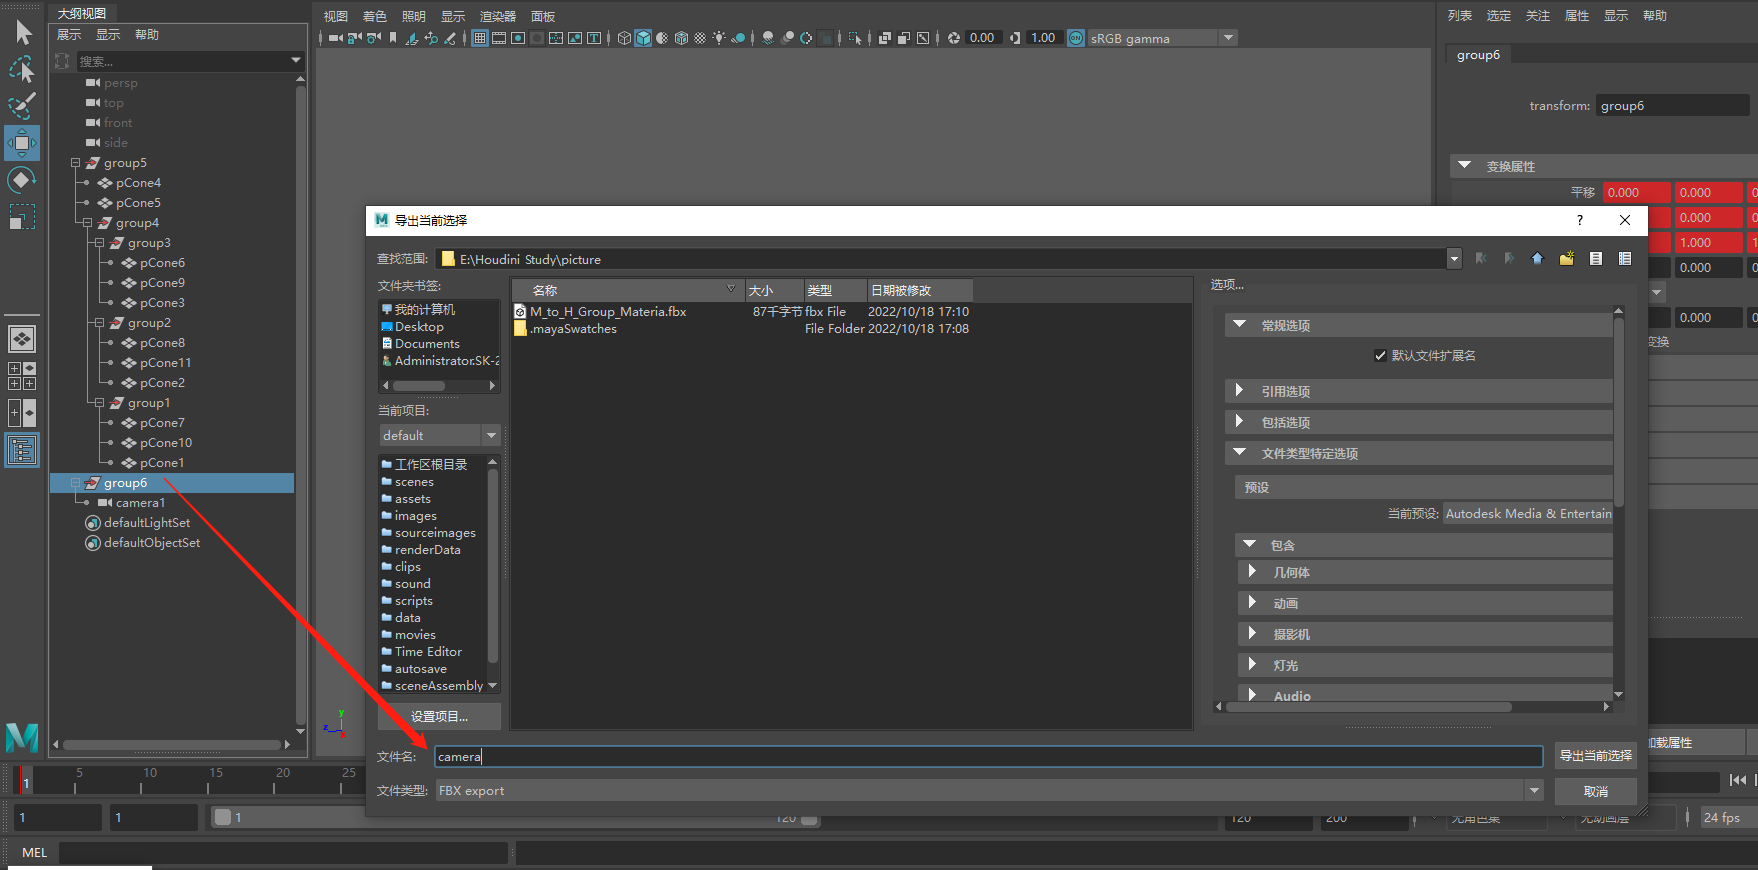 大纲视图
展示 显示 帮助
搜索...
persp
top
front
side
group5
pCone4
pCone5
group4
group3
pCone6
pCone9
pCone3
group2
pCone8
pCone11
pCone2
group1
pCone7
pCone10
pCone1
group6
camera1
defaultLightSet
defaultObjectSet
视图 着色 照明 显示 渲染器 面板
0.00 1.00 ON sRGB gamma
列表 选定 关注 属性 显示 帮助
group6
transform: group6
变换属性
平移 0.000 0.000
0.000
1.000
0.000
0.000
变换
加载属性
M 导出当前选择 ?
查找范围: E:\Houdini Study\picture
文件夹书签:
我的计算机
Desktop
Documents
Administrator.SK-2
当前项目:
default
工作区根目录
scenes
assets
images
sourceimages
renderData
clips
sound
scripts
data
movies
Time Editor
autosave
sceneAssembly
设置项目...
名称 大小 类型 日期被修改
M_to_H_Group_Materia.fbx 87千字节 fbx File 2022/10/18 17:10
.mayaSwatches File Folder 2022/10/18 17:08
选项...
常规选项
默认文件扩展名
引用选项
包括选项
文件类型特定选项
预设
当前预设: Autodesk Media & Entertain
包含
几何体
动画
摄影机
灯光
Audio
文件名: camera 导出当前选择
文件类型: FBX export 取消
z y x
1 5 10 15 20 25
1 1 1 120 120 200 无角色集 无动画层 24 fps
MEL